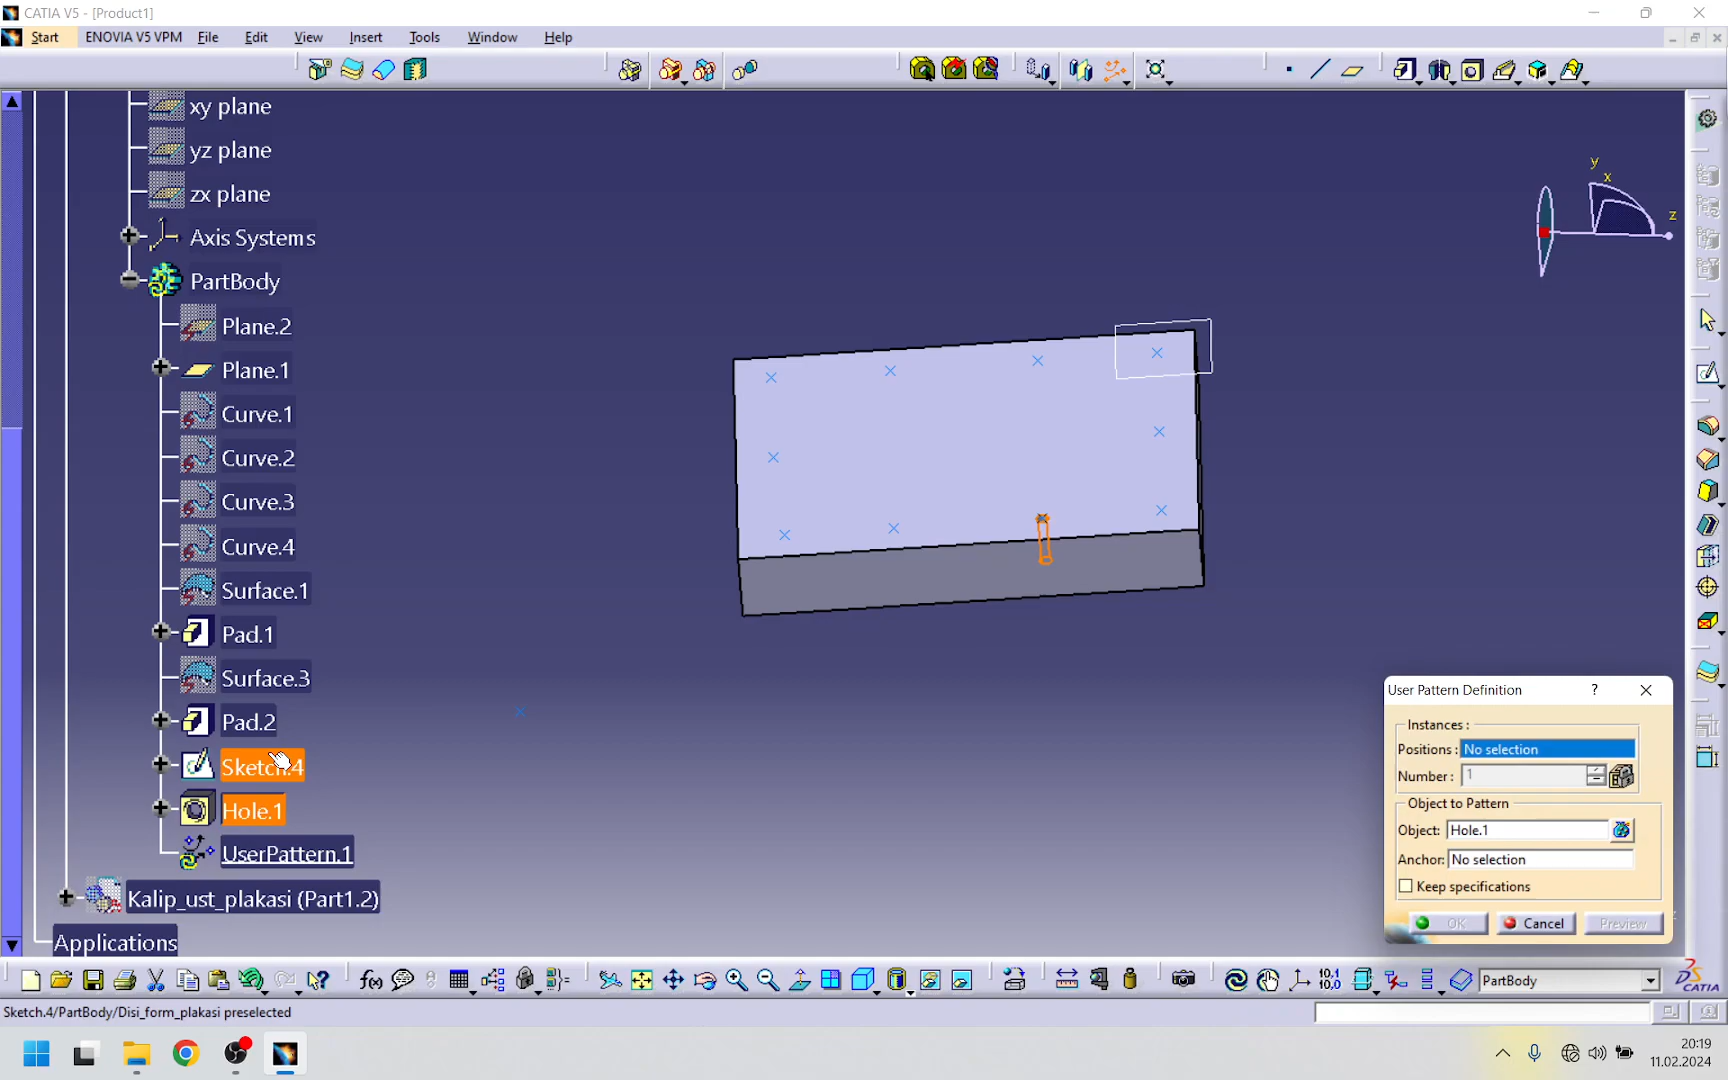 CATIA V5 - [Product1]
Start ENOVIA V5 VPM File Edit View Insert Tools Window Help
xy plane
yz plane
zx plane
Axis Systems
PartBody
Plane.2
Plane.1
Curve.1
Curve.2
Curve.3
Curve.4
Surface.1
Pad.1
Surface.3
Pad.2
Sketch.4
Hole.1
UserPattern.1
Kalip_ust_plakasi (Part1.2)
Applications
y
x
z
User Pattern Definition ?
Instances :
Positions : No selection
Number : 1
Object to Pattern
Object: Hole.1
Anchor: No selection
Keep specifications
OK Cancel Preview
f(x) 10,1 PartBody
CATIA
Sketch.4/PartBody/Disi_form_plakasi preselected
20:19
11.02.2024